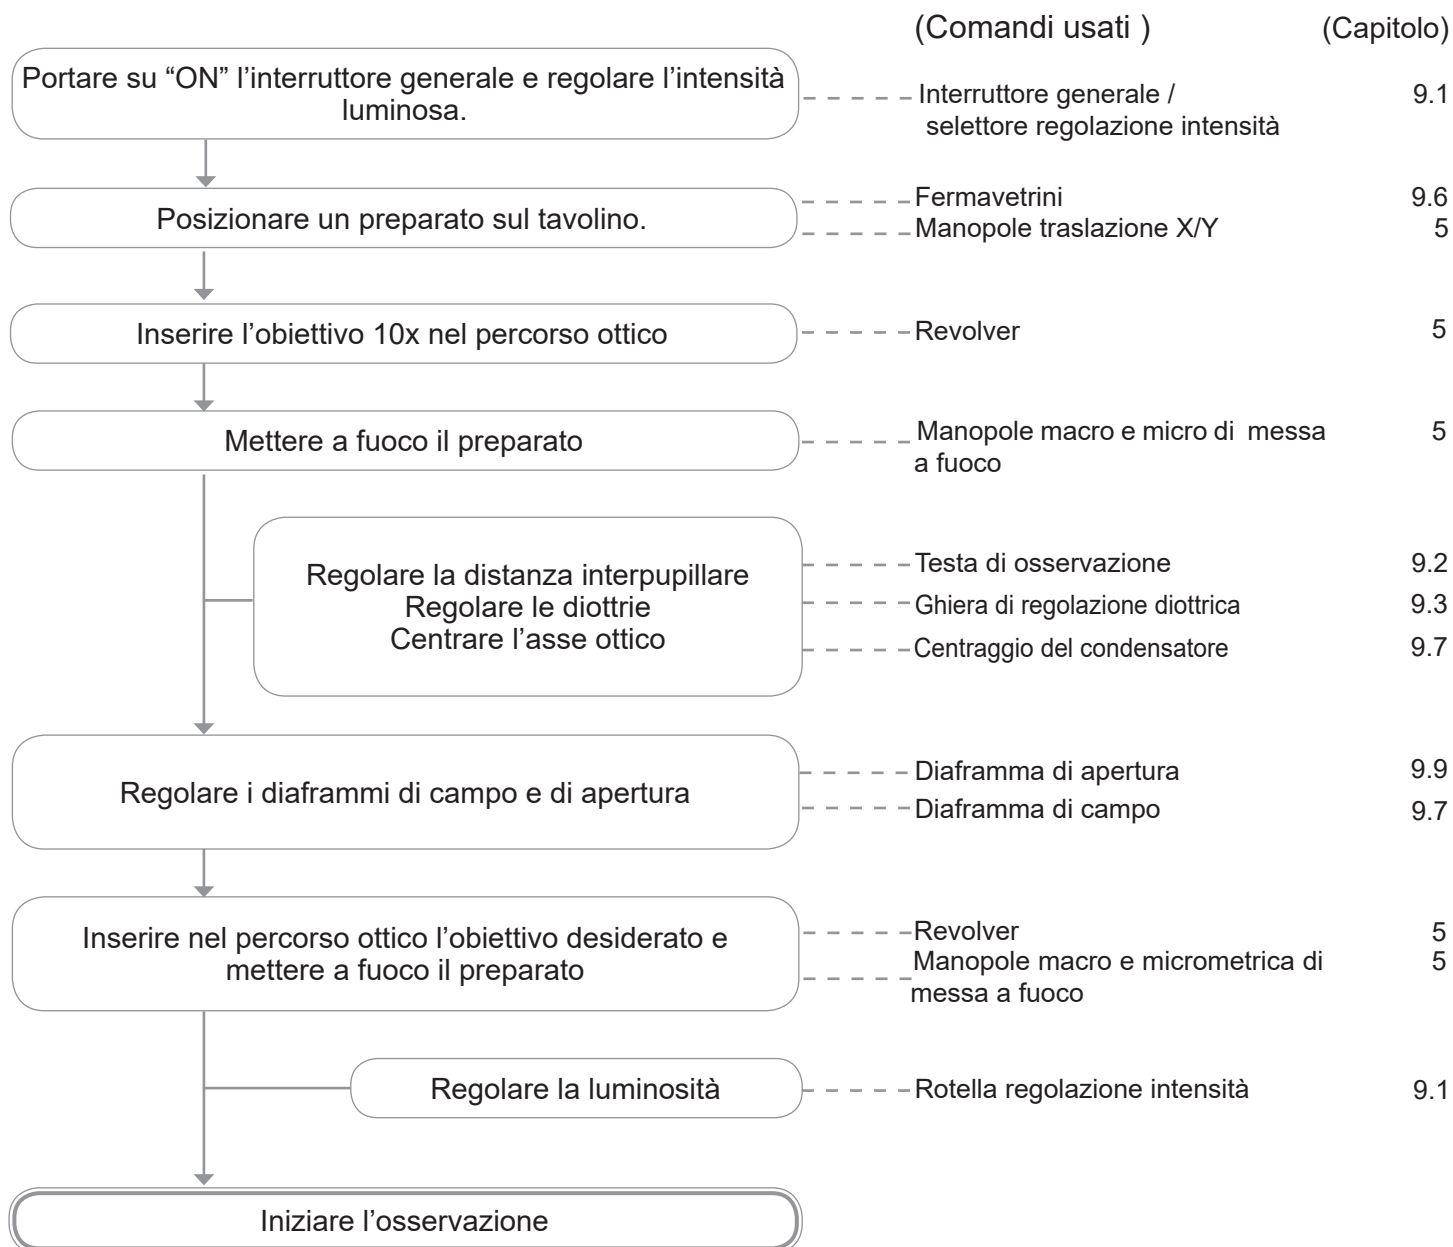 (Comandi usati ) (Capitolo)
Portare su “ON” l’interruttore generale e regolare l’intensità
luminosa.
Interruttore generale / 9.1
selettore regolazione intensità
Posizionare un preparato sul tavolino.
Fermavetrini 9.6
Manopole traslazione X/Y 5
Inserire l’obiettivo 10x nel percorso ottico
Revolver 5
Mettere a fuoco il preparato
Manopole macro e micro di messa 5
a fuoco
Regolare la distanza interpupillare
Regolare le diottrie
Centrare l’asse ottico
Testa di osservazione 9.2
Ghiera di regolazione diottrica 9.3
Centraggio del condensatore 9.7
Regolare i diaframmi di campo e di apertura
Diaframma di apertura 9.9
Diaframma di campo 9.7
Inserire nel percorso ottico l’obiettivo desiderato e
mettere a fuoco il preparato
Revolver 5
Manopole macro e micrometrica di 5
messa a fuoco
Regolare la luminosità
Rotella regolazione intensità 9.1
Iniziare l’osservazione